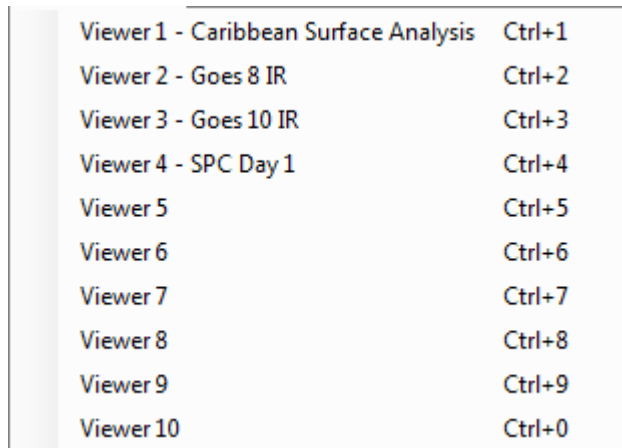 Viewer 1 - Caribbean Surface Analysis Ctrl+1
Viewer 2 - Goes 8 IR Ctrl+2
Viewer 3 - Goes 10 IR Ctrl+3
Viewer 4 - SPC Day 1 Ctrl+4
Viewer 5 Ctrl+5
Viewer 6 Ctrl+6
Viewer 7 Ctrl+7
Viewer 8 Ctrl+8
Viewer 9 Ctrl+9
Viewer 10 Ctrl+0